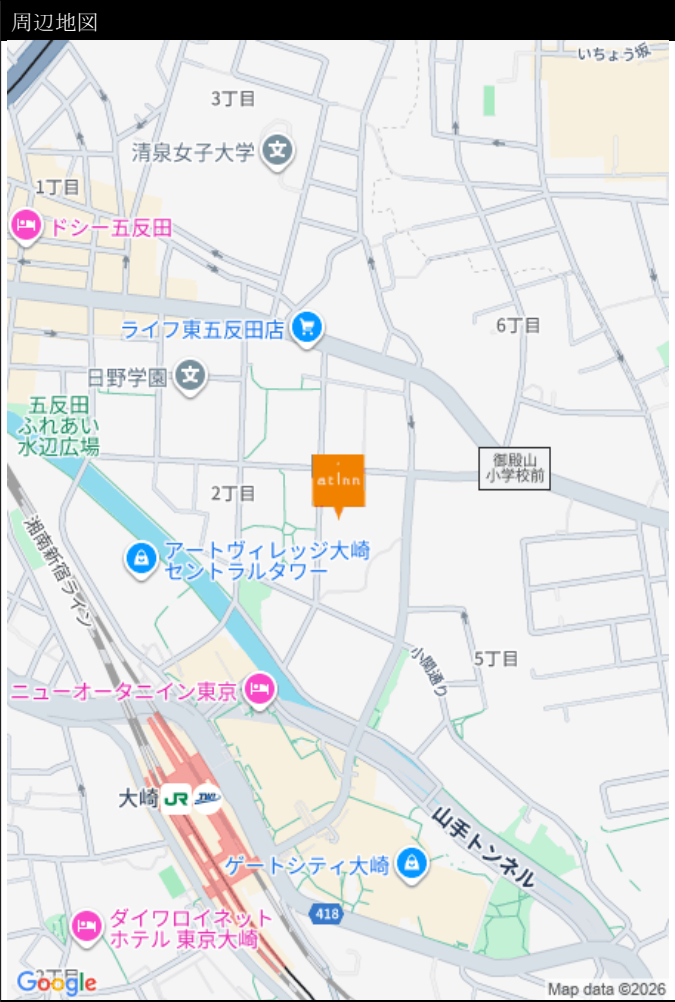 周辺地図
いちょう坂
3丁目
清泉女子大学
1丁目
ドシー五反田
ライフ東五反田店
6丁目
日野学園
五反田
ふれあい
水辺広場
御殿山
小学校前
at inn
2丁目
湘南新宿ライン
アートヴィレッジ大崎
セントラルタワー
小関通り
5丁目
ニューオータニイン東京
大崎
JR
TWR
山手トンネル
ゲートシティ大崎
418
ダイワロイネット
ホテル 東京大崎
Google
Map data ©2026